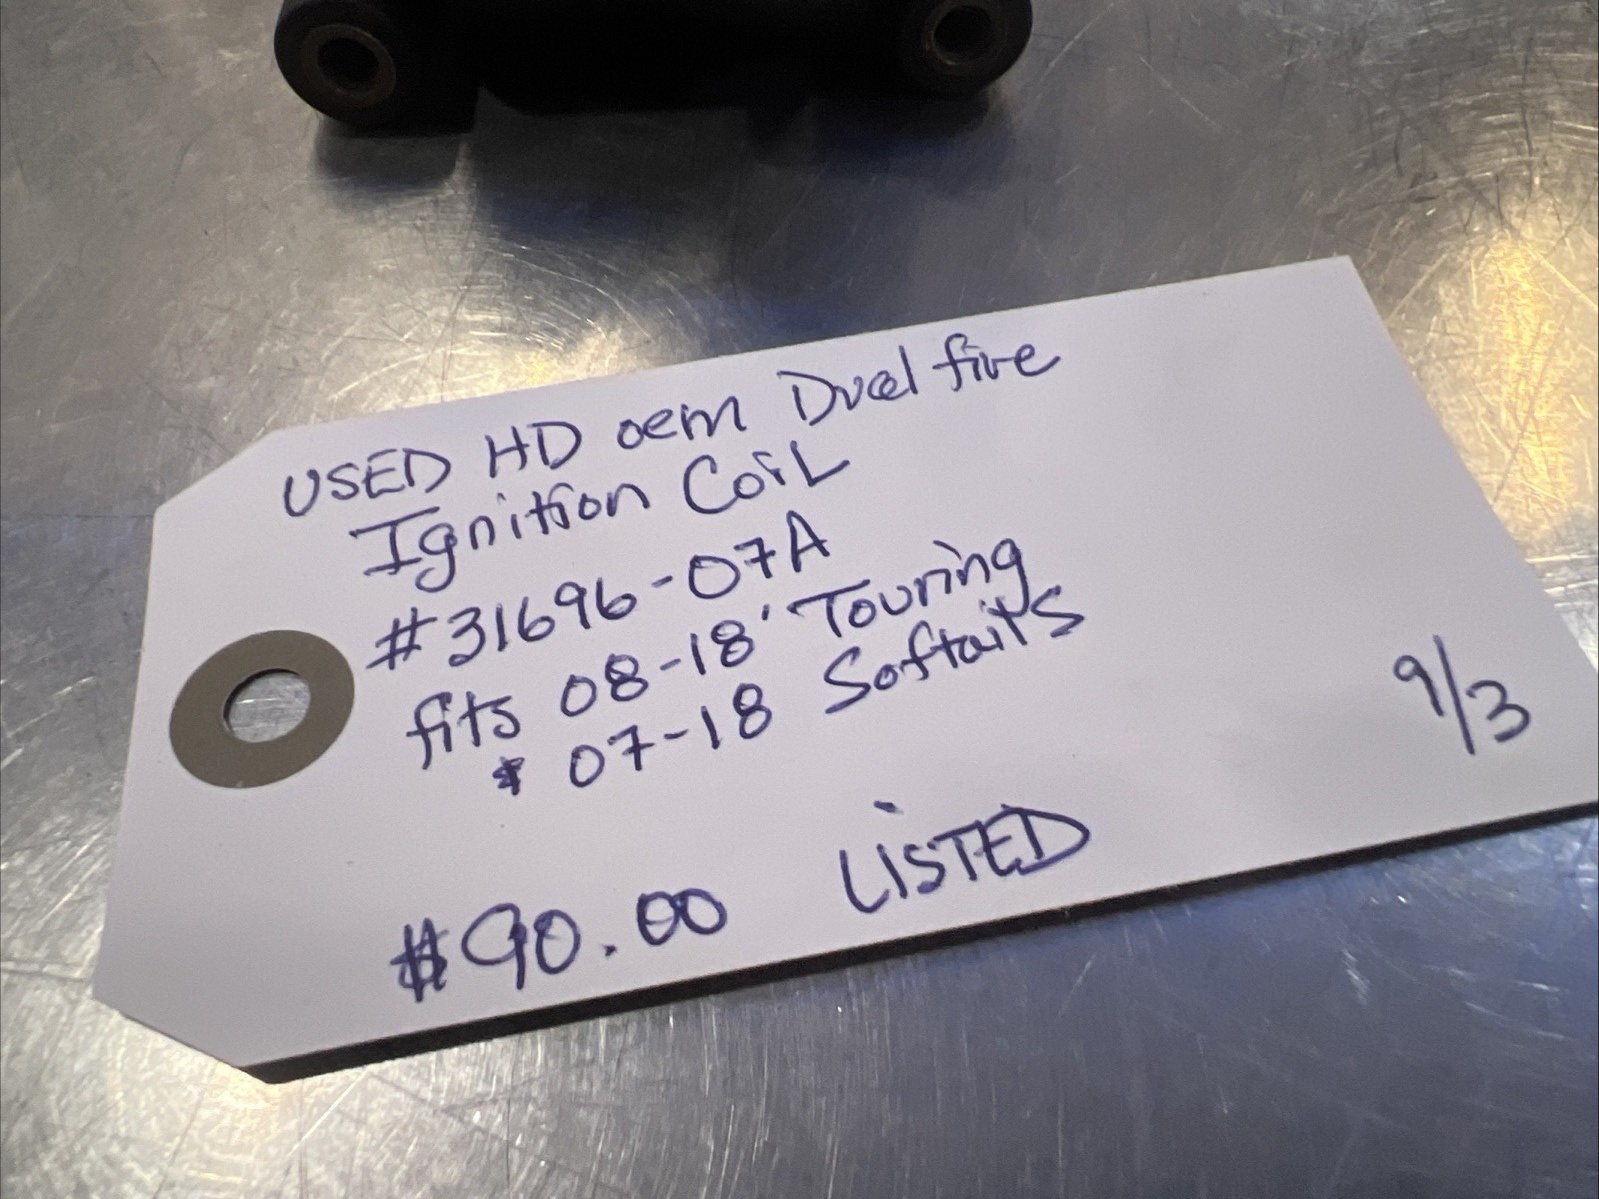 USED HD oem Dual fire
Ignition Coil
#31696-07A
fits 08-18' Touring
& 07-18 Softails
9/3
$90.00 LISTED